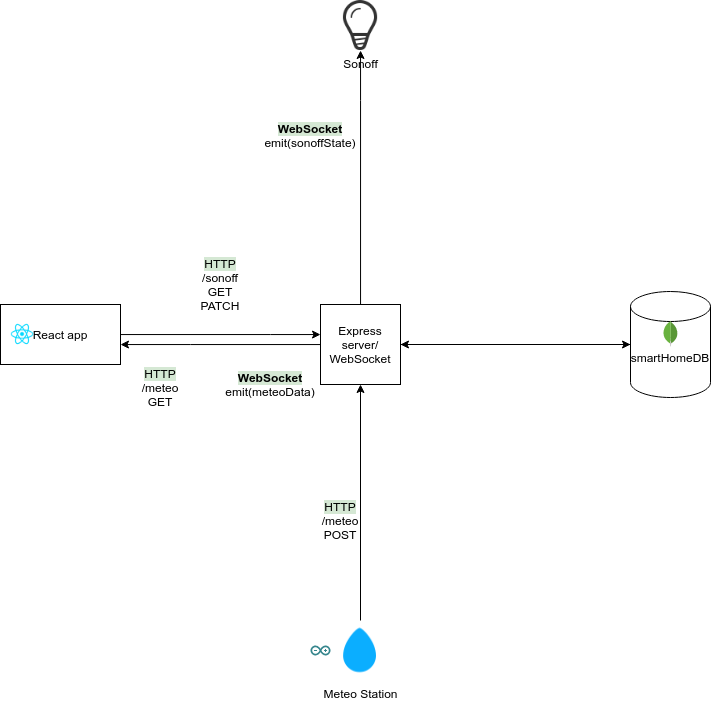 Sonoff
WebSocket
emit(sonoffState)
HTTP
/sonoff
GET
PATCH
React app
Express
server/
WebSocket
smartHomeDB
HTTP
/meteo
GET
WebSocket
emit(meteoData)
HTTP
/meteo
POST
Meteo Station